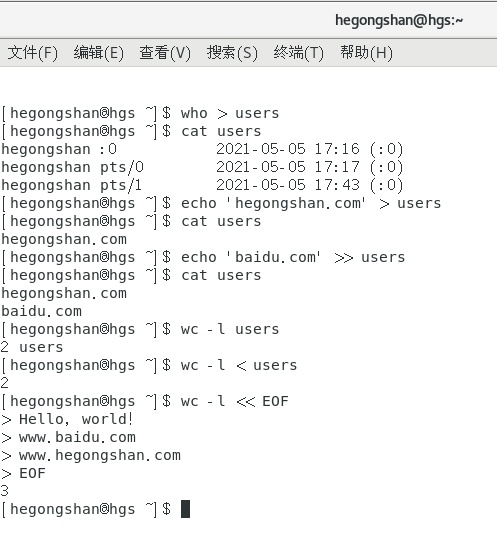 hegongshan@hgs:~
文件(F) 编辑(E) 查看(V) 搜索(S) 终端(T) 帮助(H)
[hegongshan@hgs ~]$ who > users
[hegongshan@hgs ~]$ cat users
hegongshan :0           2021-05-05 17:16 (:0)
hegongshan pts/0        2021-05-05 17:17 (:0)
hegongshan pts/1        2021-05-05 17:43 (:0)
[hegongshan@hgs ~]$ echo 'hegongshan.com' > users
[hegongshan@hgs ~]$ cat users
hegongshan.com
[hegongshan@hgs ~]$ echo 'baidu.com' >> users
[hegongshan@hgs ~]$ cat users
hegongshan.com
baidu.com
[hegongshan@hgs ~]$ wc -l users
2 users
[hegongshan@hgs ~]$ wc -l < users
2
[hegongshan@hgs ~]$ wc -l << EOF
> Hello, world!
> www.baidu.com
> www.hegongshan.com
> EOF
3
[hegongshan@hgs ~]$